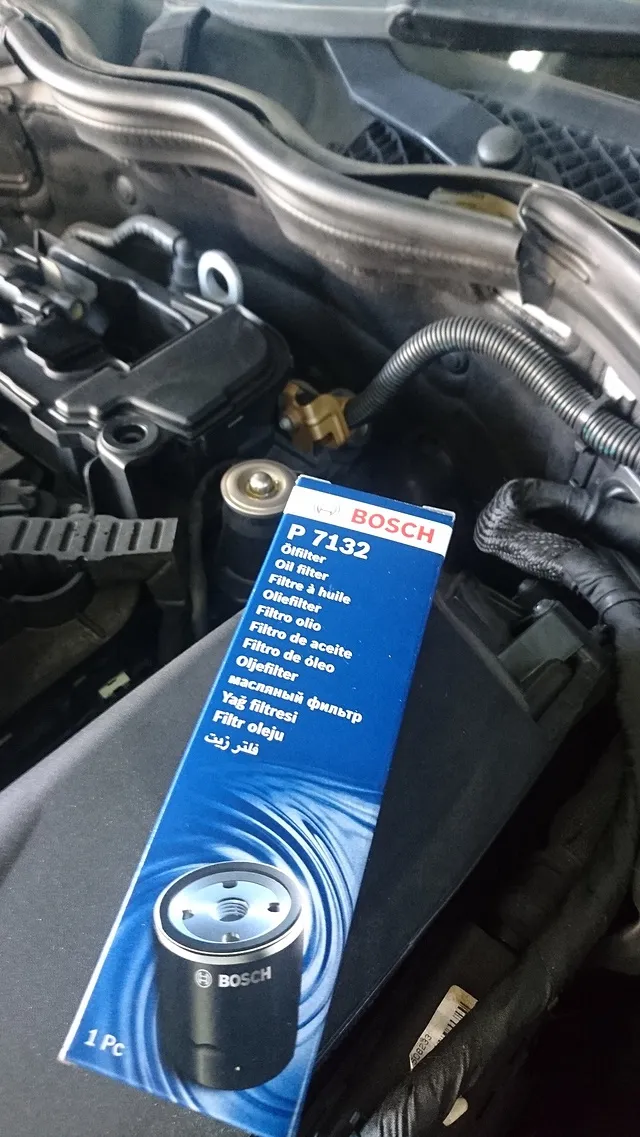 BOSCH
P 7132
Ölfilter
Oil filter
Filtre à huile
Oliefilter
Filtro olio
Filtro de aceite
Filtro de óleo
Oljefilter
масляный фильтр
Yağ filtresi
Filtr oleju
فلتر زيت
BOSCH
1 Pc